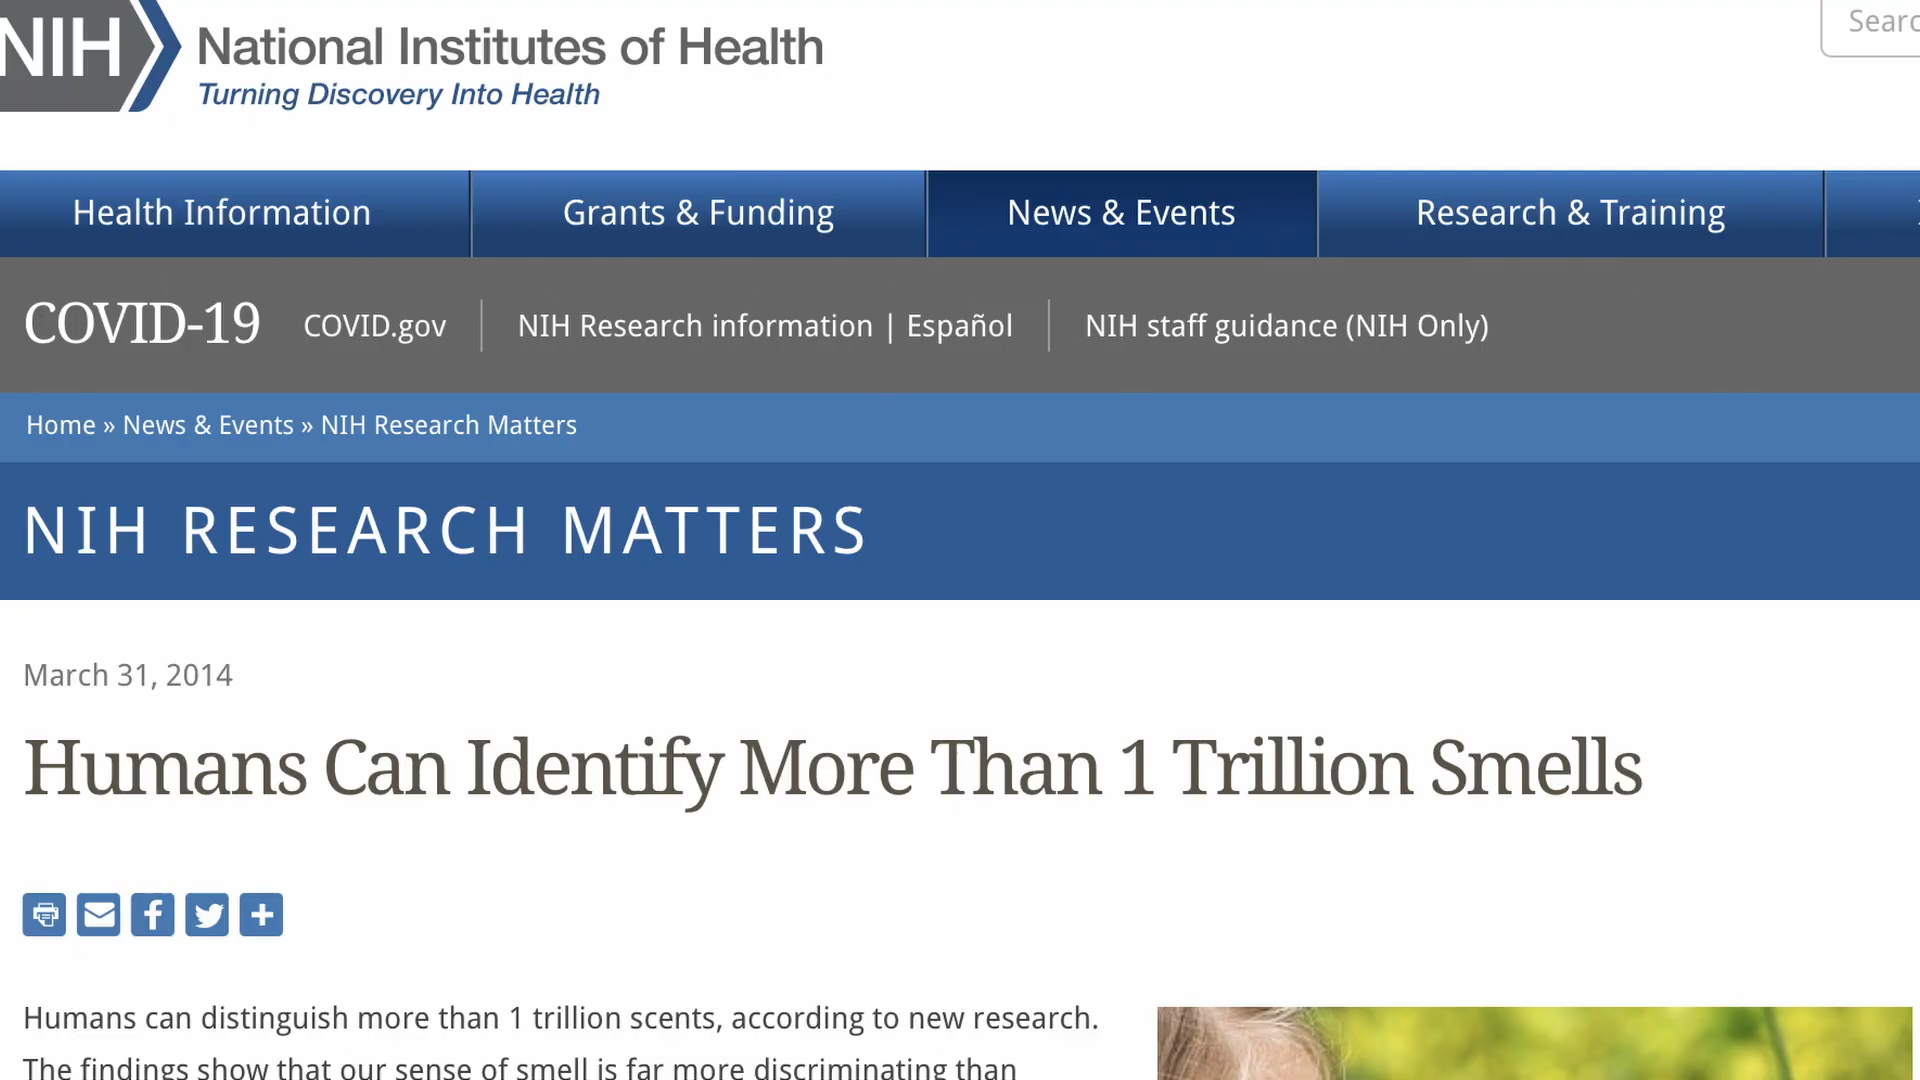 NIH National Institutes of Health
Turning Discovery Into Health
Searc
Health Information Grants & Funding News & Events Research & Training
COVID-19 COVID.gov NIH Research information | Español NIH staff guidance (NIH Only)
Home » News & Events » NIH Research Matters
NIH RESEARCH MATTERS
March 31, 2014
Humans Can Identify More Than 1 Trillion Smells
Humans can distinguish more than 1 trillion scents, according to new research.
The findings show that our sense of smell is far more discriminating than